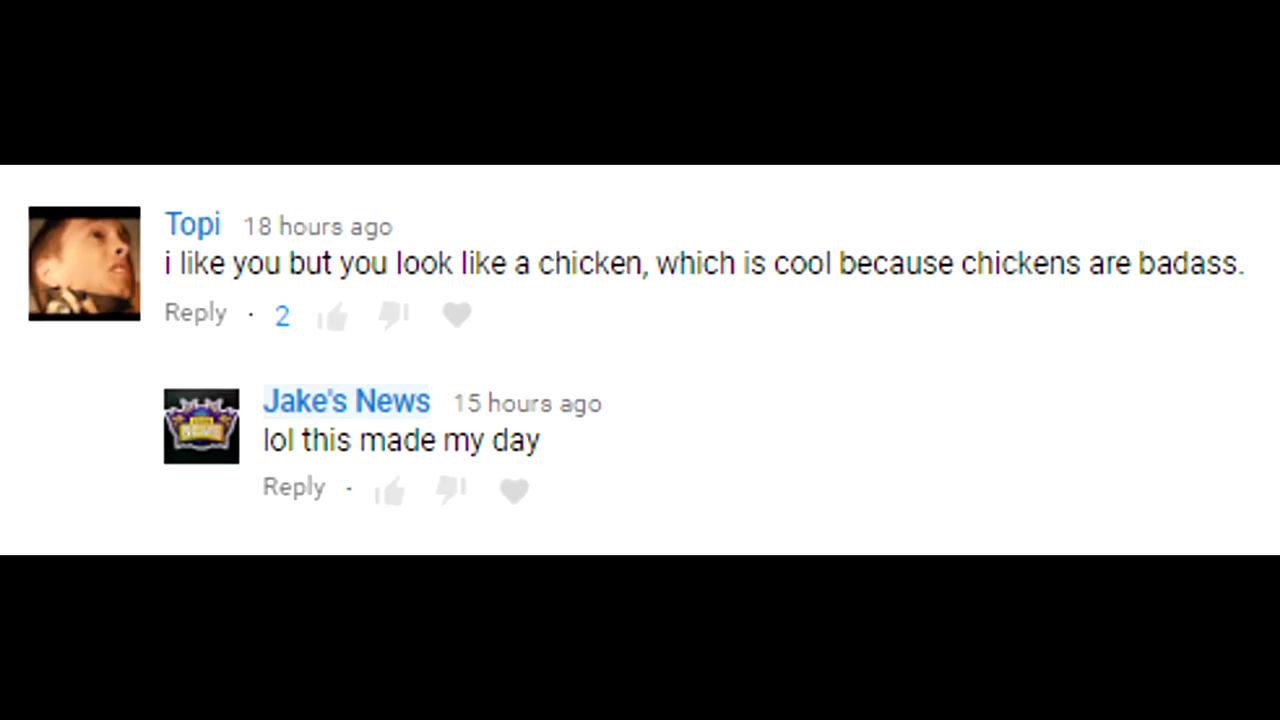 Topi 18 hours ago
i like you but you look like a chicken, which is cool because chickens are badass.
Reply · 2
Jake's News 15 hours ago
lol this made my day
Reply ·